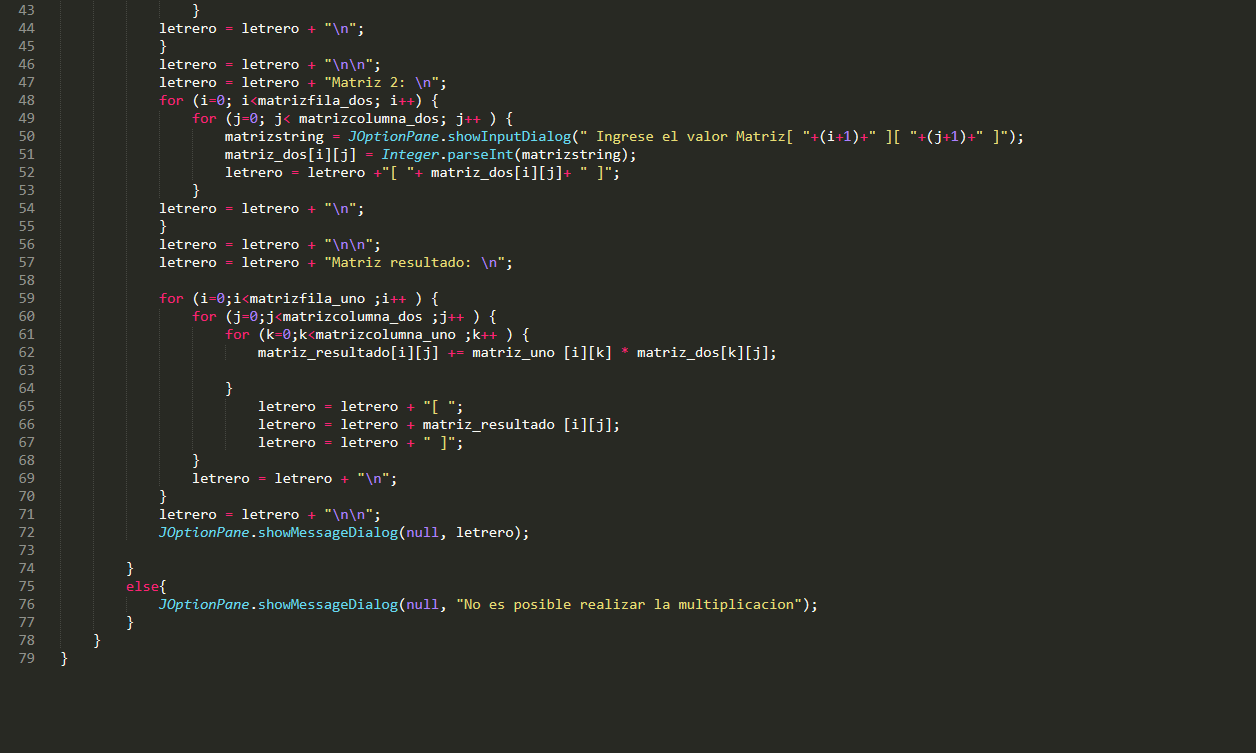 43                 }
44             letrero = letrero + "\n";
45             }
46             letrero = letrero + "\n\n";
47             letrero = letrero + "Matriz 2: \n";
48             for (i=0; i<matrizfila_dos; i++) {
49                 for (j=0; j< matrizcolumna_dos; j++ ) {
50                     matrizstring = JOptionPane.showInputDialog(" Ingrese el valor Matriz[ "+(i+1)+" ][ "+(j+1)+" ]");
51                     matriz_dos[i][j] = Integer.parseInt(matrizstring);
52                     letrero = letrero +"[ "+ matriz_dos[i][j]+ " ]";
53                 }
54             letrero = letrero + "\n";
55             }
56             letrero = letrero + "\n\n";
57             letrero = letrero + "Matriz resultado: \n";
58
59             for (i=0;i<matrizfila_uno ;i++ ) {
60                 for (j=0;j<matrizcolumna_dos ;j++ ) {
61                     for (k=0;k<matrizcolumna_uno ;k++ ) {
62                         matriz_resultado[i][j] += matriz_uno [i][k] * matriz_dos[k][j];
63
64                     }
65                         letrero = letrero + "[ ";
66                         letrero = letrero + matriz_resultado [i][j];
67                         letrero = letrero + " ]";
68                 }
69                 letrero = letrero + "\n";
70             }
71             letrero = letrero + "\n\n";
72             JOptionPane.showMessageDialog(null, letrero);
73
74         }
75         else{
76             JOptionPane.showMessageDialog(null, "No es posible realizar la multiplicacion");
77         }
78     }
79 }